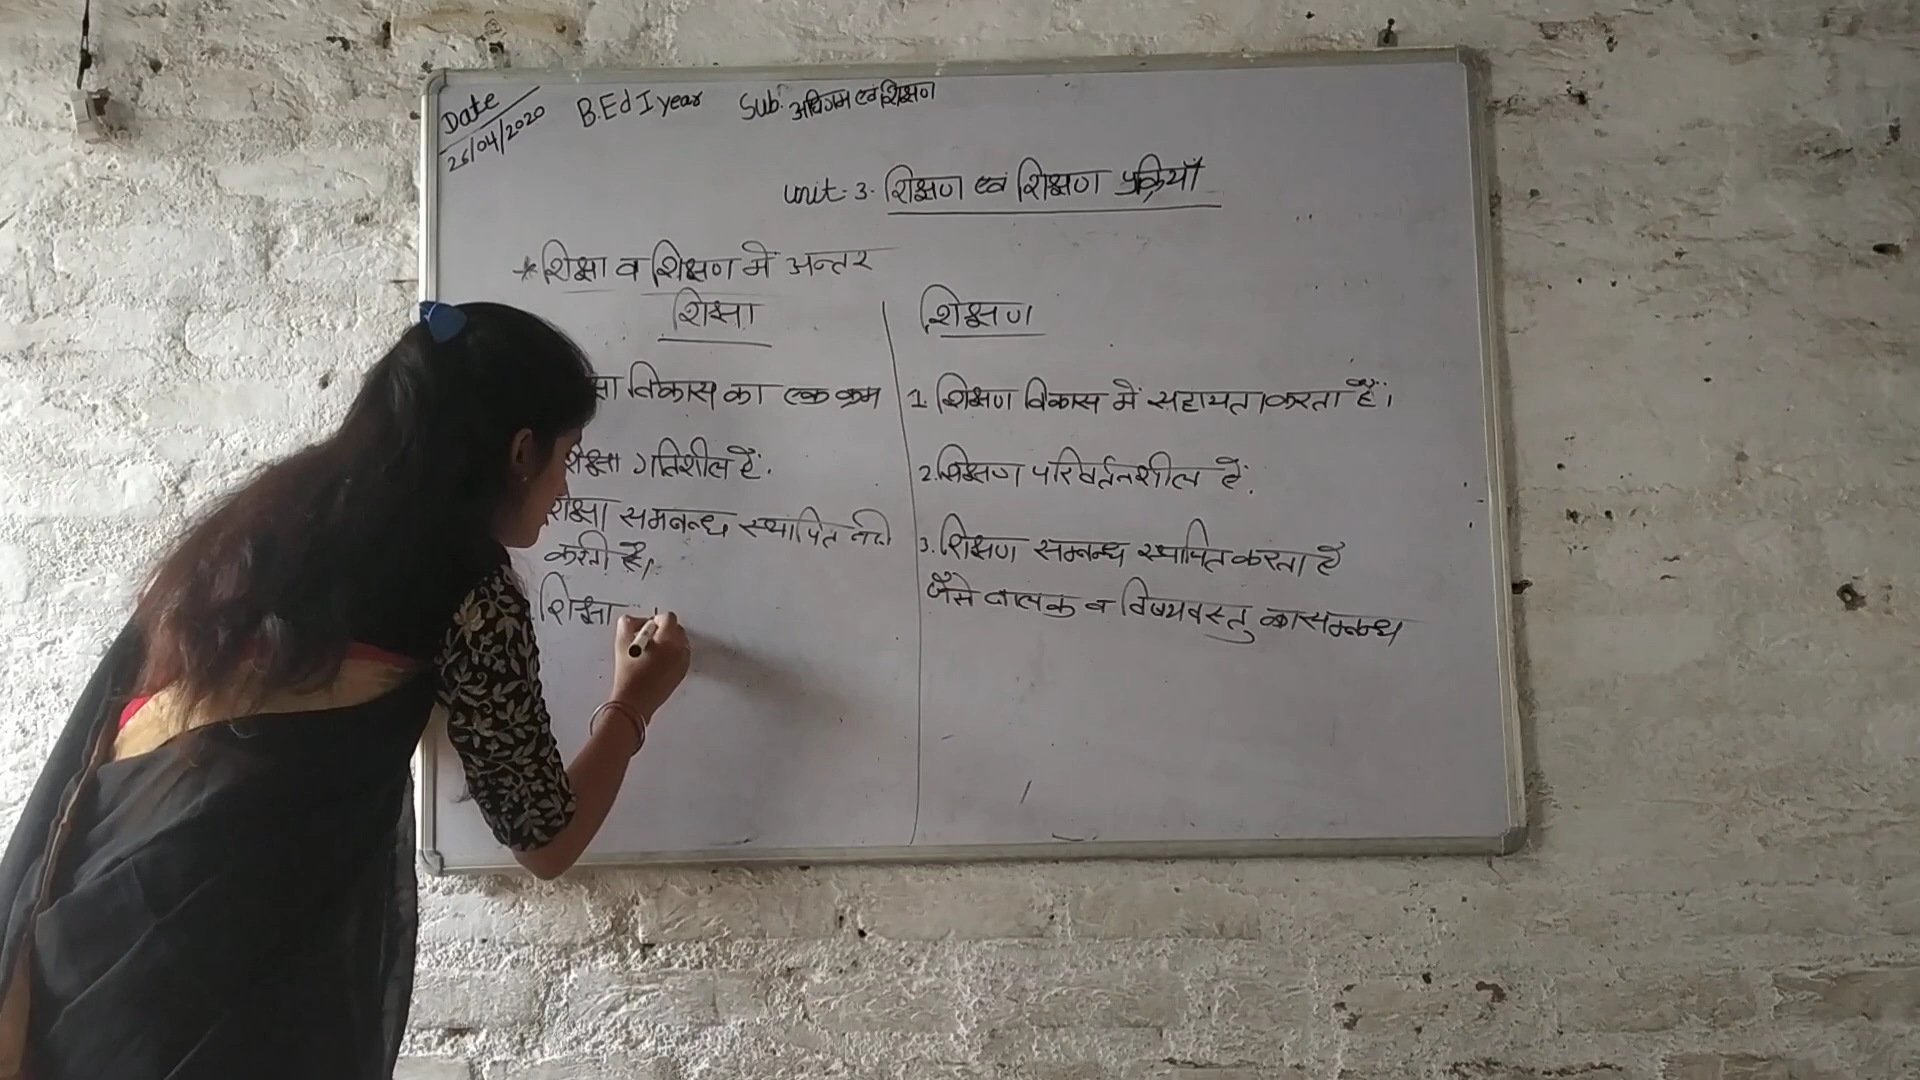 Date
26/04/2020
B.Ed I year Sub. अधिगम एवं शिक्षण
Unit-3. शिक्षण एवं शिक्षण प्रक्रियाँ
* शिक्षा व शिक्षण में अन्तर
शिक्षा
विकास का एक क्रम
शिक्षा गतिशील हैं.
शिक्षा समबन्ध स्थापित नही
करती है।
शिक्षा
शिक्षण
1. शिक्षण विकास में सहायता करता हैं।
2. शिक्षण परिवर्तनशील हैं.
3. शिक्षण सम्बन्ध स्थापित करता है
जैसे बालक व विषयवस्तु का सम्बन्ध